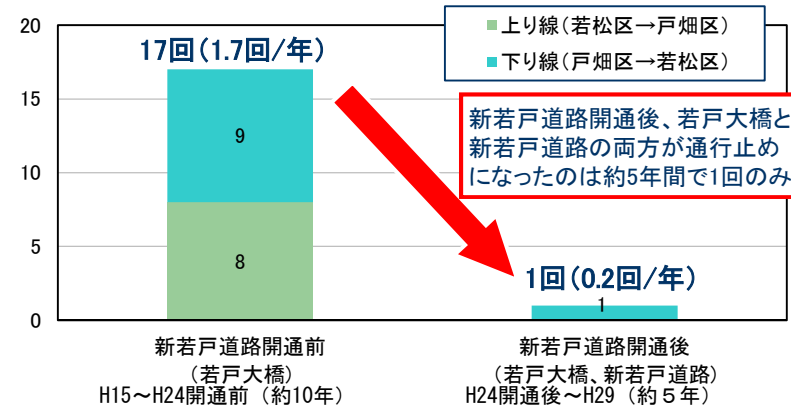 20
15
10
5
0
■上り線(若松区→戸畑区)
■下り線(戸畑区→若松区)
17回(1.7回/年)
新若戸道路開通後、若戸大橋と
新若戸道路の両方が通行止め
になったのは約5年間で1回のみ
9
8
1回(0.2回/年)
1
新若戸道路開通前
(若戸大橋)
H15~H24開通前(約10年)
新若戸道路開通後
(若戸大橋、新若戸道路)
H24開通後~H29(約5年)